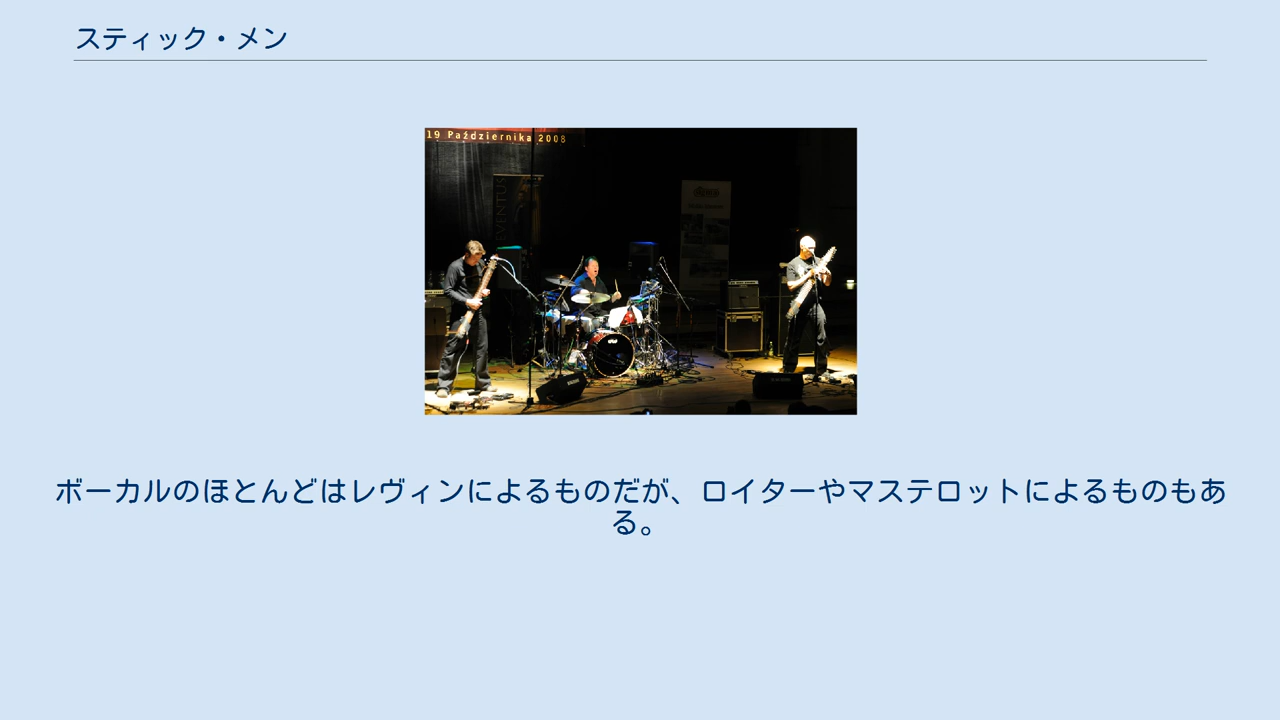 スティック・メン
19 Października 2008
EVENTUS
ボーカルのほとんどはレヴィンによるものだが、ロイターやマステロットによるものもあ
る。